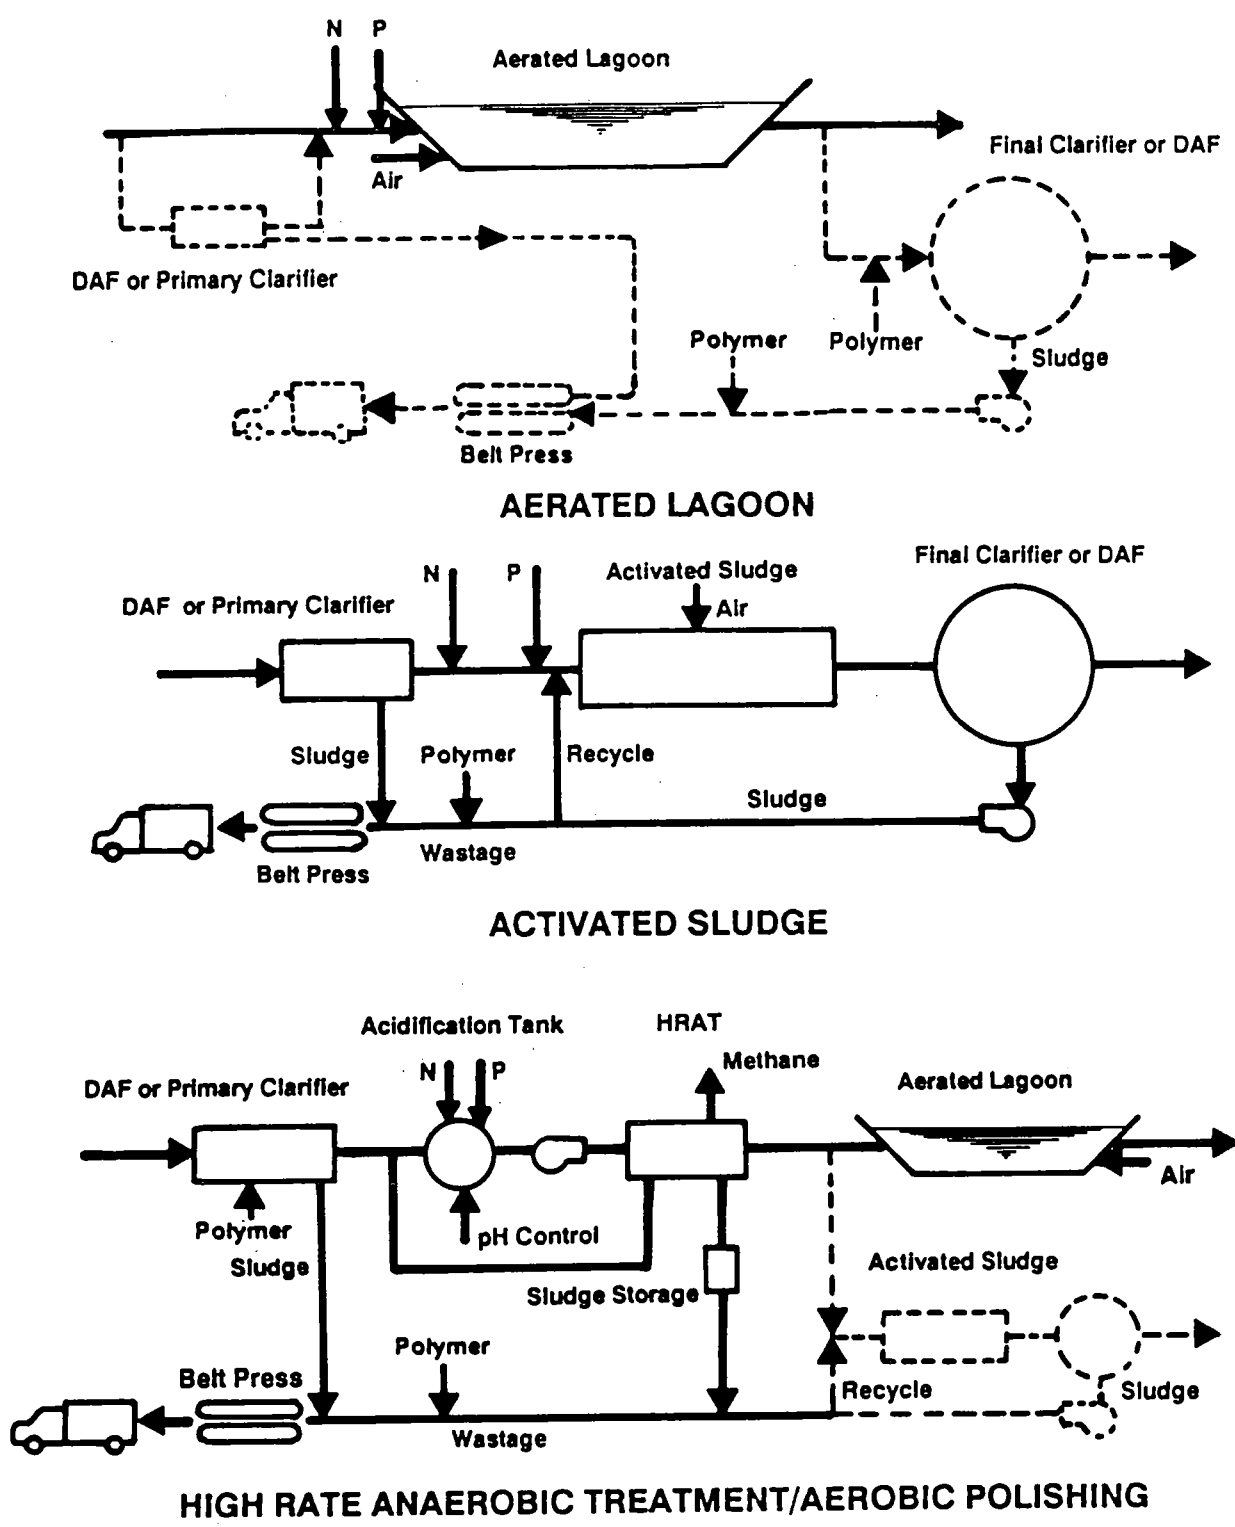 N P
Aerated Lagoon
Final Clarifier or DAF
Air
DAF or Primary Clarifier
Polymer
Polymer
Sludge
Belt Press
AERATED LAGOON
Final Clarifier or DAF
N P Activated Sludge
DAF or Primary Clarifier
Air
Sludge Polymer Recycle
Sludge
Wastage
Belt Press
ACTIVATED SLUDGE
Acidification Tank HRAT
N P Methane
DAF or Primary Clarifier
Aerated Lagoon
Air
Polymer pH Control
Sludge
Activated Sludge
Sludge Storage
Polymer
Belt Press
Recycle Sludge
Wastage
HIGH RATE ANAEROBIC TREATMENT/AEROBIC POLISHING